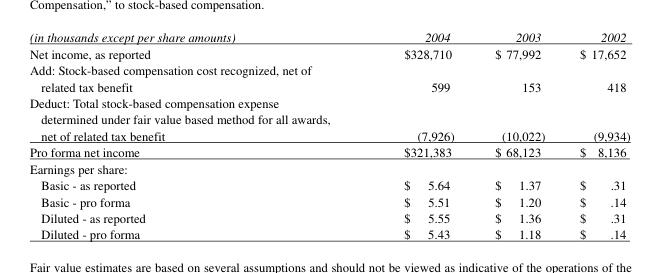 Compensation,” to stock-based compensation.
(in thousands except per share amounts) 2004 2003 2002
Net income, as reported $328,710 $ 77,992 $ 17,652
Add: Stock-based compensation cost recognized, net of
related tax benefit 599 153 418
Deduct: Total stock-based compensation expense
determined under fair value based method for all awards,
net of related tax benefit (7,926) (10,022) (9,934)
Pro forma net income $321,383 $ 68,123 $ 8,136
Earnings per share:
Basic - as reported $ 5.64 $ 1.37 $ .31
Basic - pro forma $ 5.51 $ 1.20 $ .14
Diluted - as reported $ 5.55 $ 1.36 $ .31
Diluted - pro forma $ 5.43 $ 1.18 $ .14
Fair value estimates are based on several assumptions and should not be viewed as indicative of the operations of the